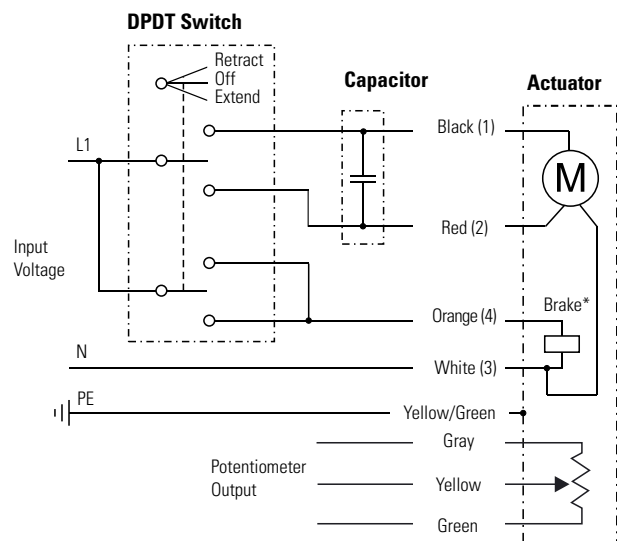 DPDT Switch
Retract
Off
Extend
Capacitor
Actuator
L1
Black (1)
M
Red (2)
Input
Voltage
Orange (4)
Brake*
N
White (3)
PE
Yellow/Green
Gray
Potentiometer
Output
Yellow
Green